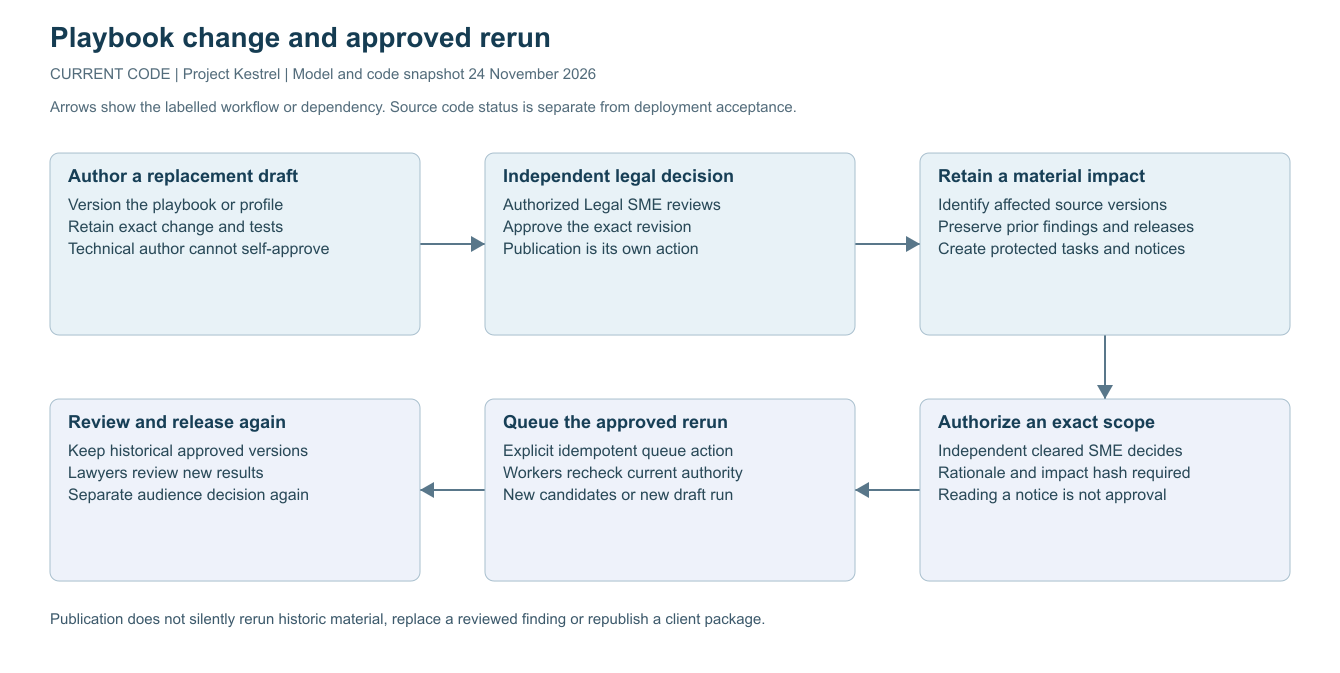 Playbook change and approved rerun
CURRENT CODE | Project Kestrel | Model and code snapshot 24 November 2026
Arrows show the labelled workflow or dependency. Source code status is separate from deployment acceptance.
Author a replacement draft
Version the playbook or profile
Retain exact change and tests
Technical author cannot self-approve
Independent legal decision
Authorized Legal SME reviews
Approve the exact revision
Publication is its own action
Retain a material impact
Identify affected source versions
Preserve prior findings and releases
Create protected tasks and notices
Authorize an exact scope
Independent cleared SME decides
Rationale and impact hash required
Reading a notice is not approval
Queue the approved rerun
Explicit idempotent queue action
Workers recheck current authority
New candidates or new draft run
Review and release again
Keep historical approved versions
Lawyers review new results
Separate audience decision again
Publication does not silently rerun historic material, replace a reviewed finding or republish a client package.